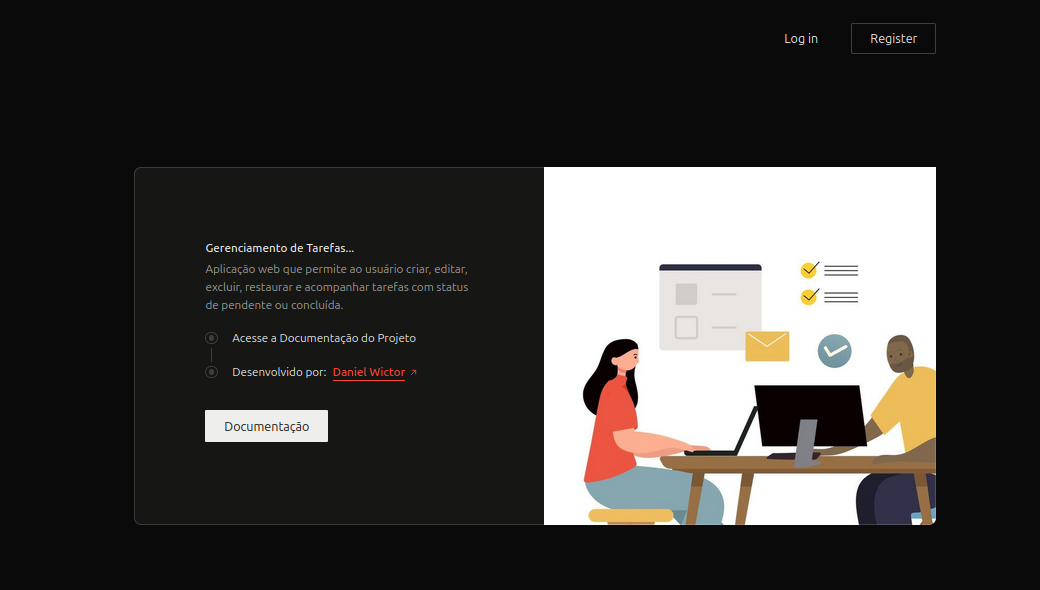 Log in
Register
Gerenciamento de Tarefas...
Aplicação web que permite ao usuário criar, editar,
excluir, restaurar e acompanhar tarefas com status
de pendente ou concluída.
Acesse a Documentação do Projeto
Desenvolvido por: Daniel Wictor
Documentação